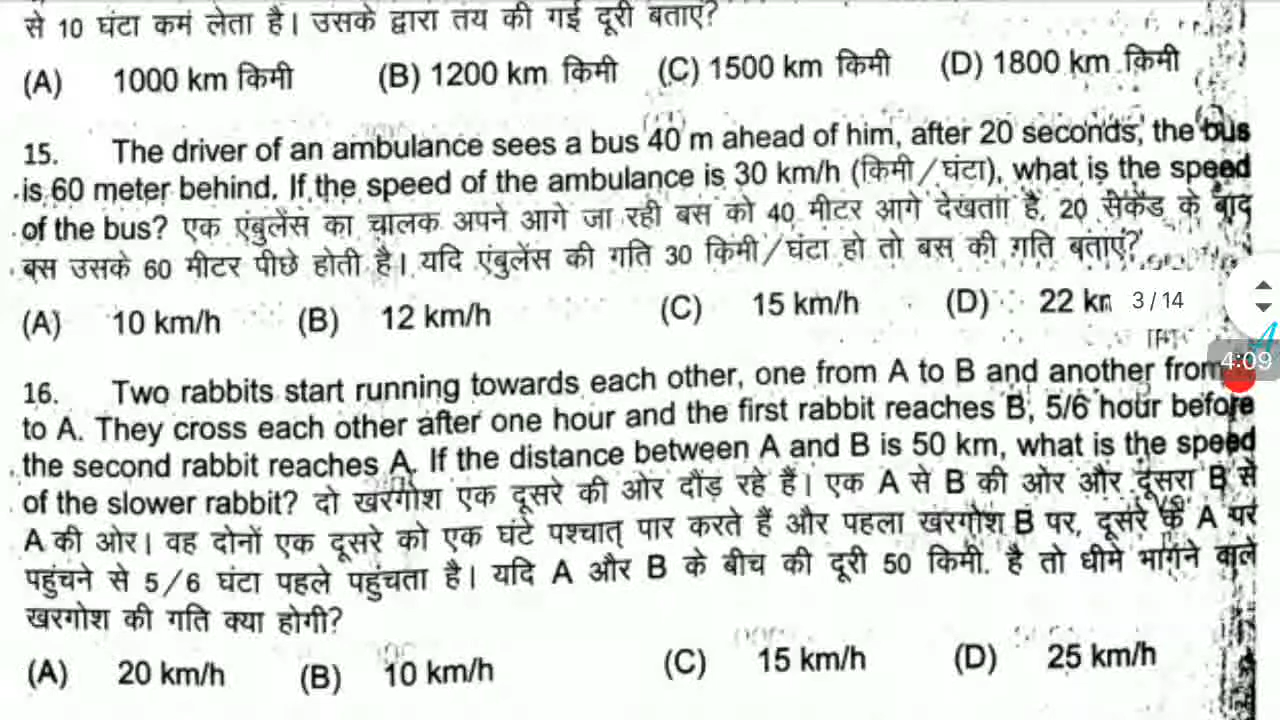 से 10 घंटा कम लेता है। उसके द्वारा तय की गई दूरी बताएं?
(A) 1000 km किमी (B) 1200 km किमी (C) 1500 km किमी (D) 1800 km किमी
15. The driver of an ambulance sees a bus 40 m ahead of him, after 20 seconds, the bus
is 60 meter behind. If the speed of the ambulance is 30 km/h (किमी/घंटा), what is the speed
of the bus? एक एंबुलेंस का चालक अपने आगे जा रही बस को 40 मीटर आगे देखता है, 20 सेकेंड के बाद
बस उसके 60 मीटर पीछे होती है। यदि एंबुलेंस की गति 30 किमी/घंटा हो तो बस की गति बताएं?
(A) 10 km/h (B) 12 km/h (C) 15 km/h (D) 22 3/14
4:09
16. Two rabbits start running towards each other, one from A to B and another from
to A. They cross each other after one hour and the first rabbit reaches B, 5/6 hour before
the second rabbit reaches A. If the distance between A and B is 50 km, what is the speed
of the slower rabbit? दो खरगोश एक दूसरे की ओर दौड़ रहे हैं। एक A से B की ओर और दूसरा B से
A की ओर। वह दोनों एक दूसरे को एक घंटे पश्चात् पार करते हैं और पहला खरगोश B पर, दूसरे के A पर
पहुंचने से 5/6 घंटा पहले पहुंचता है। यदि A और B के बीच की दूरी 50 किमी. है तो धीमे भागने वाले
खरगोश की गति क्या होगी?
(A) 20 km/h (B) 10 km/h (C) 15 km/h (D) 25 km/h